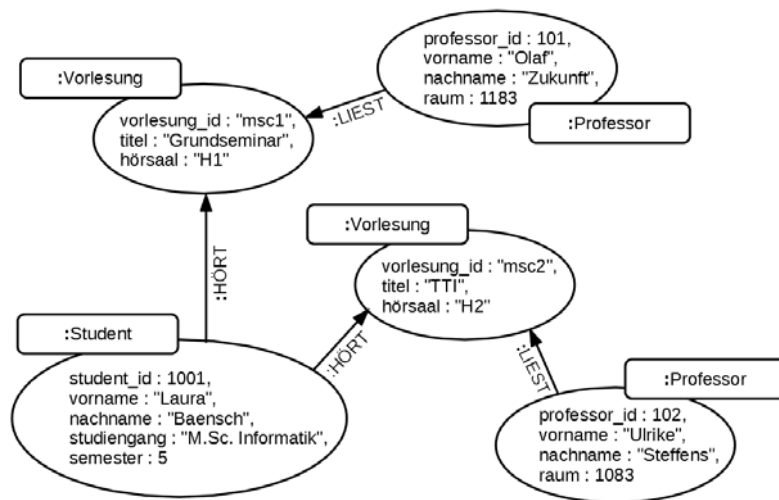 :Vorlesung
vorlesung_id : "msc1",
titel : "Grundseminar",
hörsaal : "H1"
professor_id : 101,
vorname : "Olaf",
nachname : "Zukunft",
raum : 1183
:Professor
:LIEST
:HÖRT
:Vorlesung
vorlesung_id : "msc2",
titel : "TTI",
hörsaal : "H2"
:Student
student_id : 1001,
vorname : "Laura",
nachname : "Baensch",
studiengang : "M.Sc. Informatik",
semester : 5
:HÖRT
:LIEST
:Professor
professor_id : 102,
vorname : "Ulrike",
nachname : "Steffens",
raum : 1083